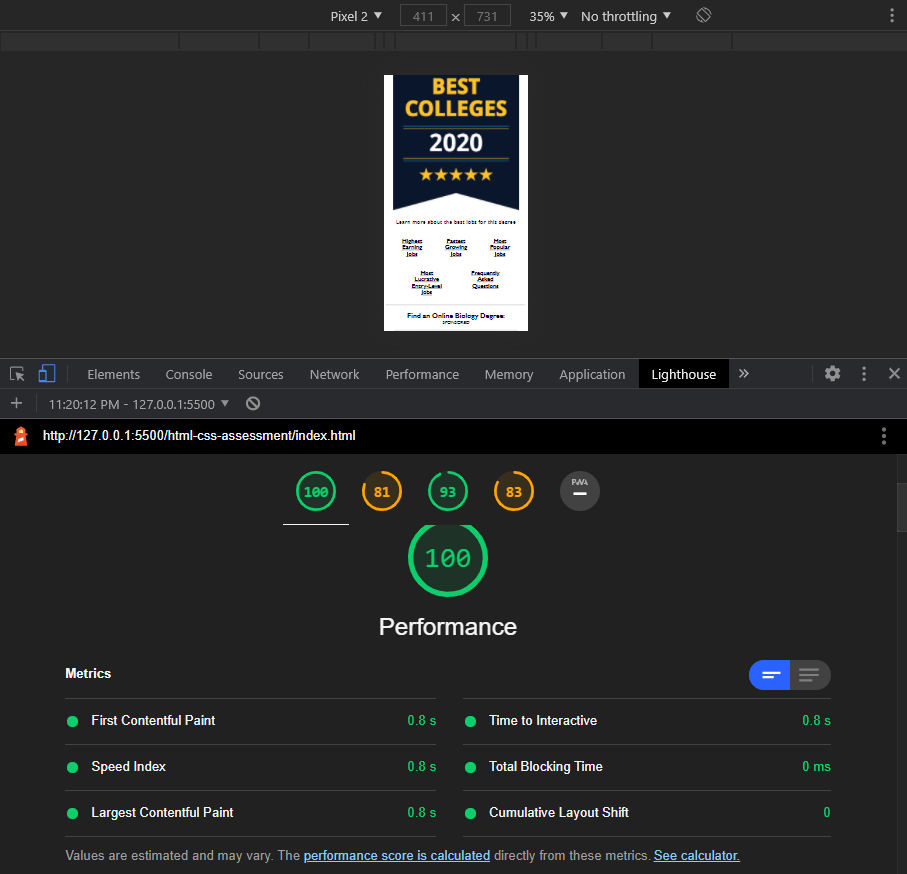 Pixel 2 ▼ 411 × 731 35% ▼ No throttling ▼
BEST
COLLEGES
2020
Learn more about the best jobs for this degree
Highest
Earning
Jobs
Fastest
Growing
Jobs
Most
Popular
Jobs
Most
Lucrative
Entry-Level
Jobs
Frequently
Asked
Questions
Find an Online Biology Degree:
SPONSORED
Elements Console Sources Network Performance Memory Application Lighthouse »
+ 11:20:12 PM - 127.0.0.1:5500 ▼
http://127.0.0.1:5500/html-css-assessment/index.html
100 81 93 83 PWA
100
Performance
Metrics
First Contentful Paint 0.8 s
Time to Interactive 0.8 s
Speed Index 0.8 s
Total Blocking Time 0 ms
Largest Contentful Paint 0.8 s
Cumulative Layout Shift 0
Values are estimated and may vary. The performance score is calculated directly from these metrics. See calculator.